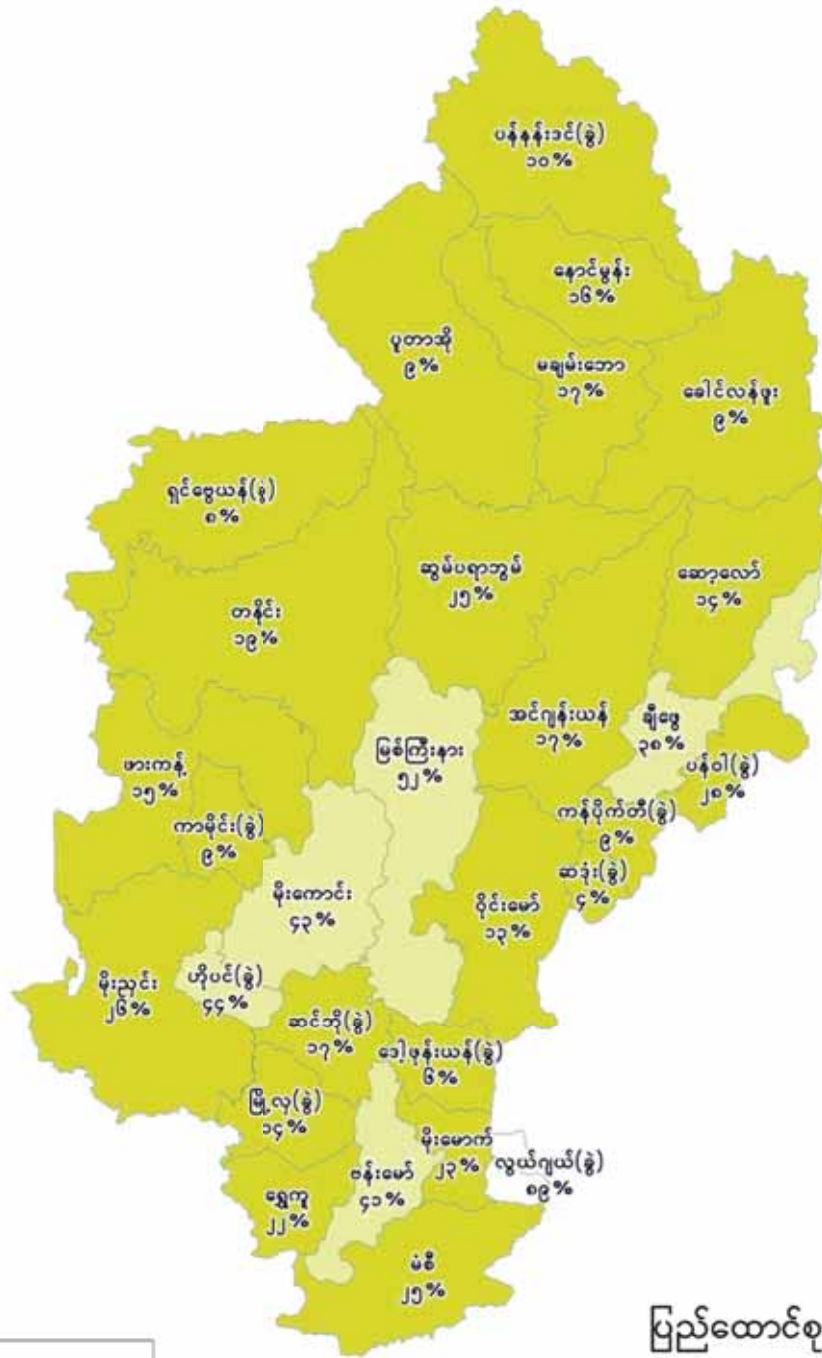 ပန်နန်းဒင်(ခွဲ)
၁၀%
နောင်မွန်း
၁၆%
ပူတာအို
၉%
မချမ်းဘော
၁၇%
ခေါင်လန်ဖူး
၉%
ရှင်ဗွေယန်(ခွဲ)
၈%
ဆွမ်ပရာဘွမ်
၂၅%
ဆော့လော်
၁၄%
တနိုင်း
၁၉%
အင်ဂျန်းယန်
၁၇%
ချီဖွေ
၃၈%
မြစ်ကြီးနား
၅၂%
ဖားကန့်
၁၅%
ပန်ဝါ(ခွဲ)
၂၈%
ကာမိုင်း(ခွဲ)
၉%
ကန်ပိုက်တီ(ခွဲ)
၉%
ဆဒုံး(ခွဲ)
၄%
မိုးကောင်း
၄၃%
ဝိုင်းမော်
၁၃%
မိုးညှင်း
၂၆%
ဟိုပင်(ခွဲ)
၄၄%
ဆင်ဘို(ခွဲ)
၁၇%
ဒေါ့ဖုန်းယန်(ခွဲ)
၆%
မြို့လှ(ခွဲ)
၁၄%
မိုးမောက်
၂၃%
လွယ်ဂျယ်(ခွဲ)
၈၉%
ဗန်းမော်
၄၁%
ရွှေကူ
၂၂%
မံစီ
၂၅%
ပြည်ထောင်စု